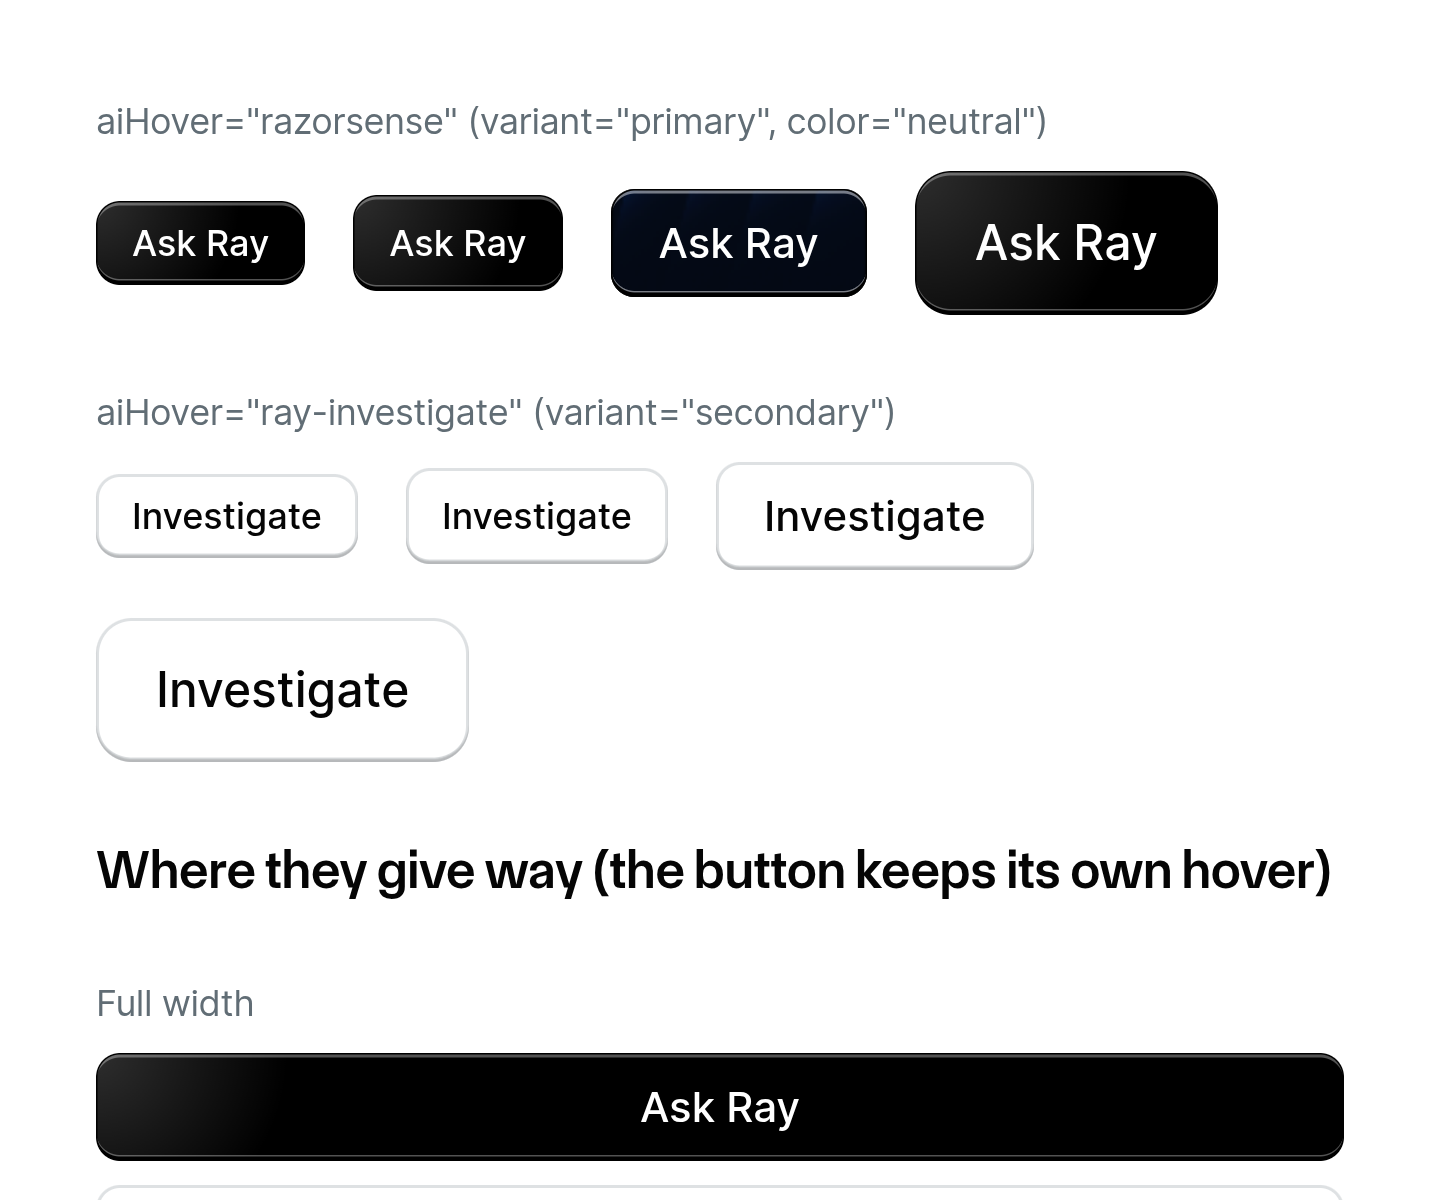 aiHover="razorsense" (variant="primary", color="neutral")
Ask Ray
Ask Ray
Ask Ray
Ask Ray
aiHover="ray-investigate" (variant="secondary")
Investigate
Investigate
Investigate
Investigate
Where they give way (the button keeps its own hover)
Full width
Ask Ray